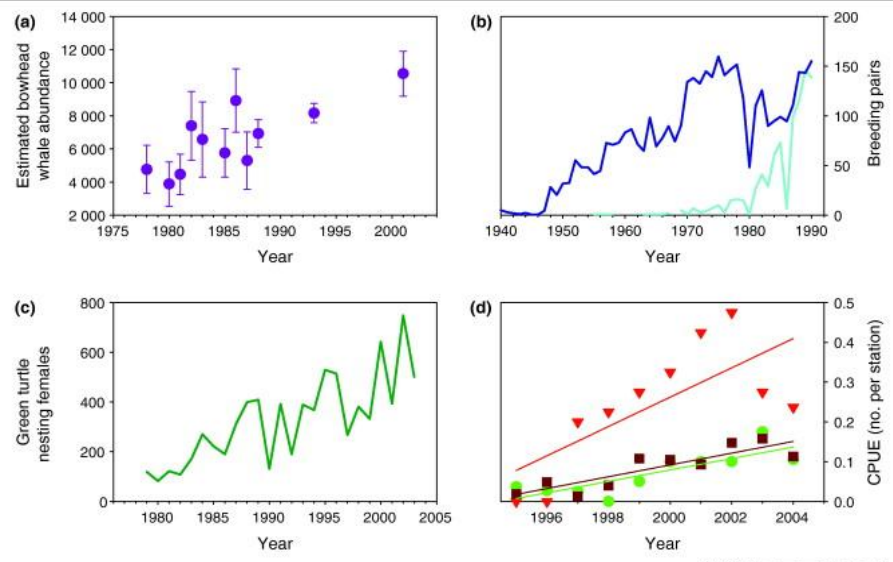 (a)
14 000
12 000
10 000
8 000
6 000
4 000
2 000
Estimated bowhead
whale abundance
1975 1980 1985 1990 1995 2000
Year
(b)
200
150
100
50
0
Breeding pairs
1940 1950 1960 1970 1980 1990
Year
(c)
800
600
400
200
0
Green turtle
nesting females
1980 1985 1990 1995 2000 2005
Year
(d)
0.5
0.4
0.3
0.2
0.1
0.0
CPUE (no. per station)
1996 1998 2000 2002 2004
Year